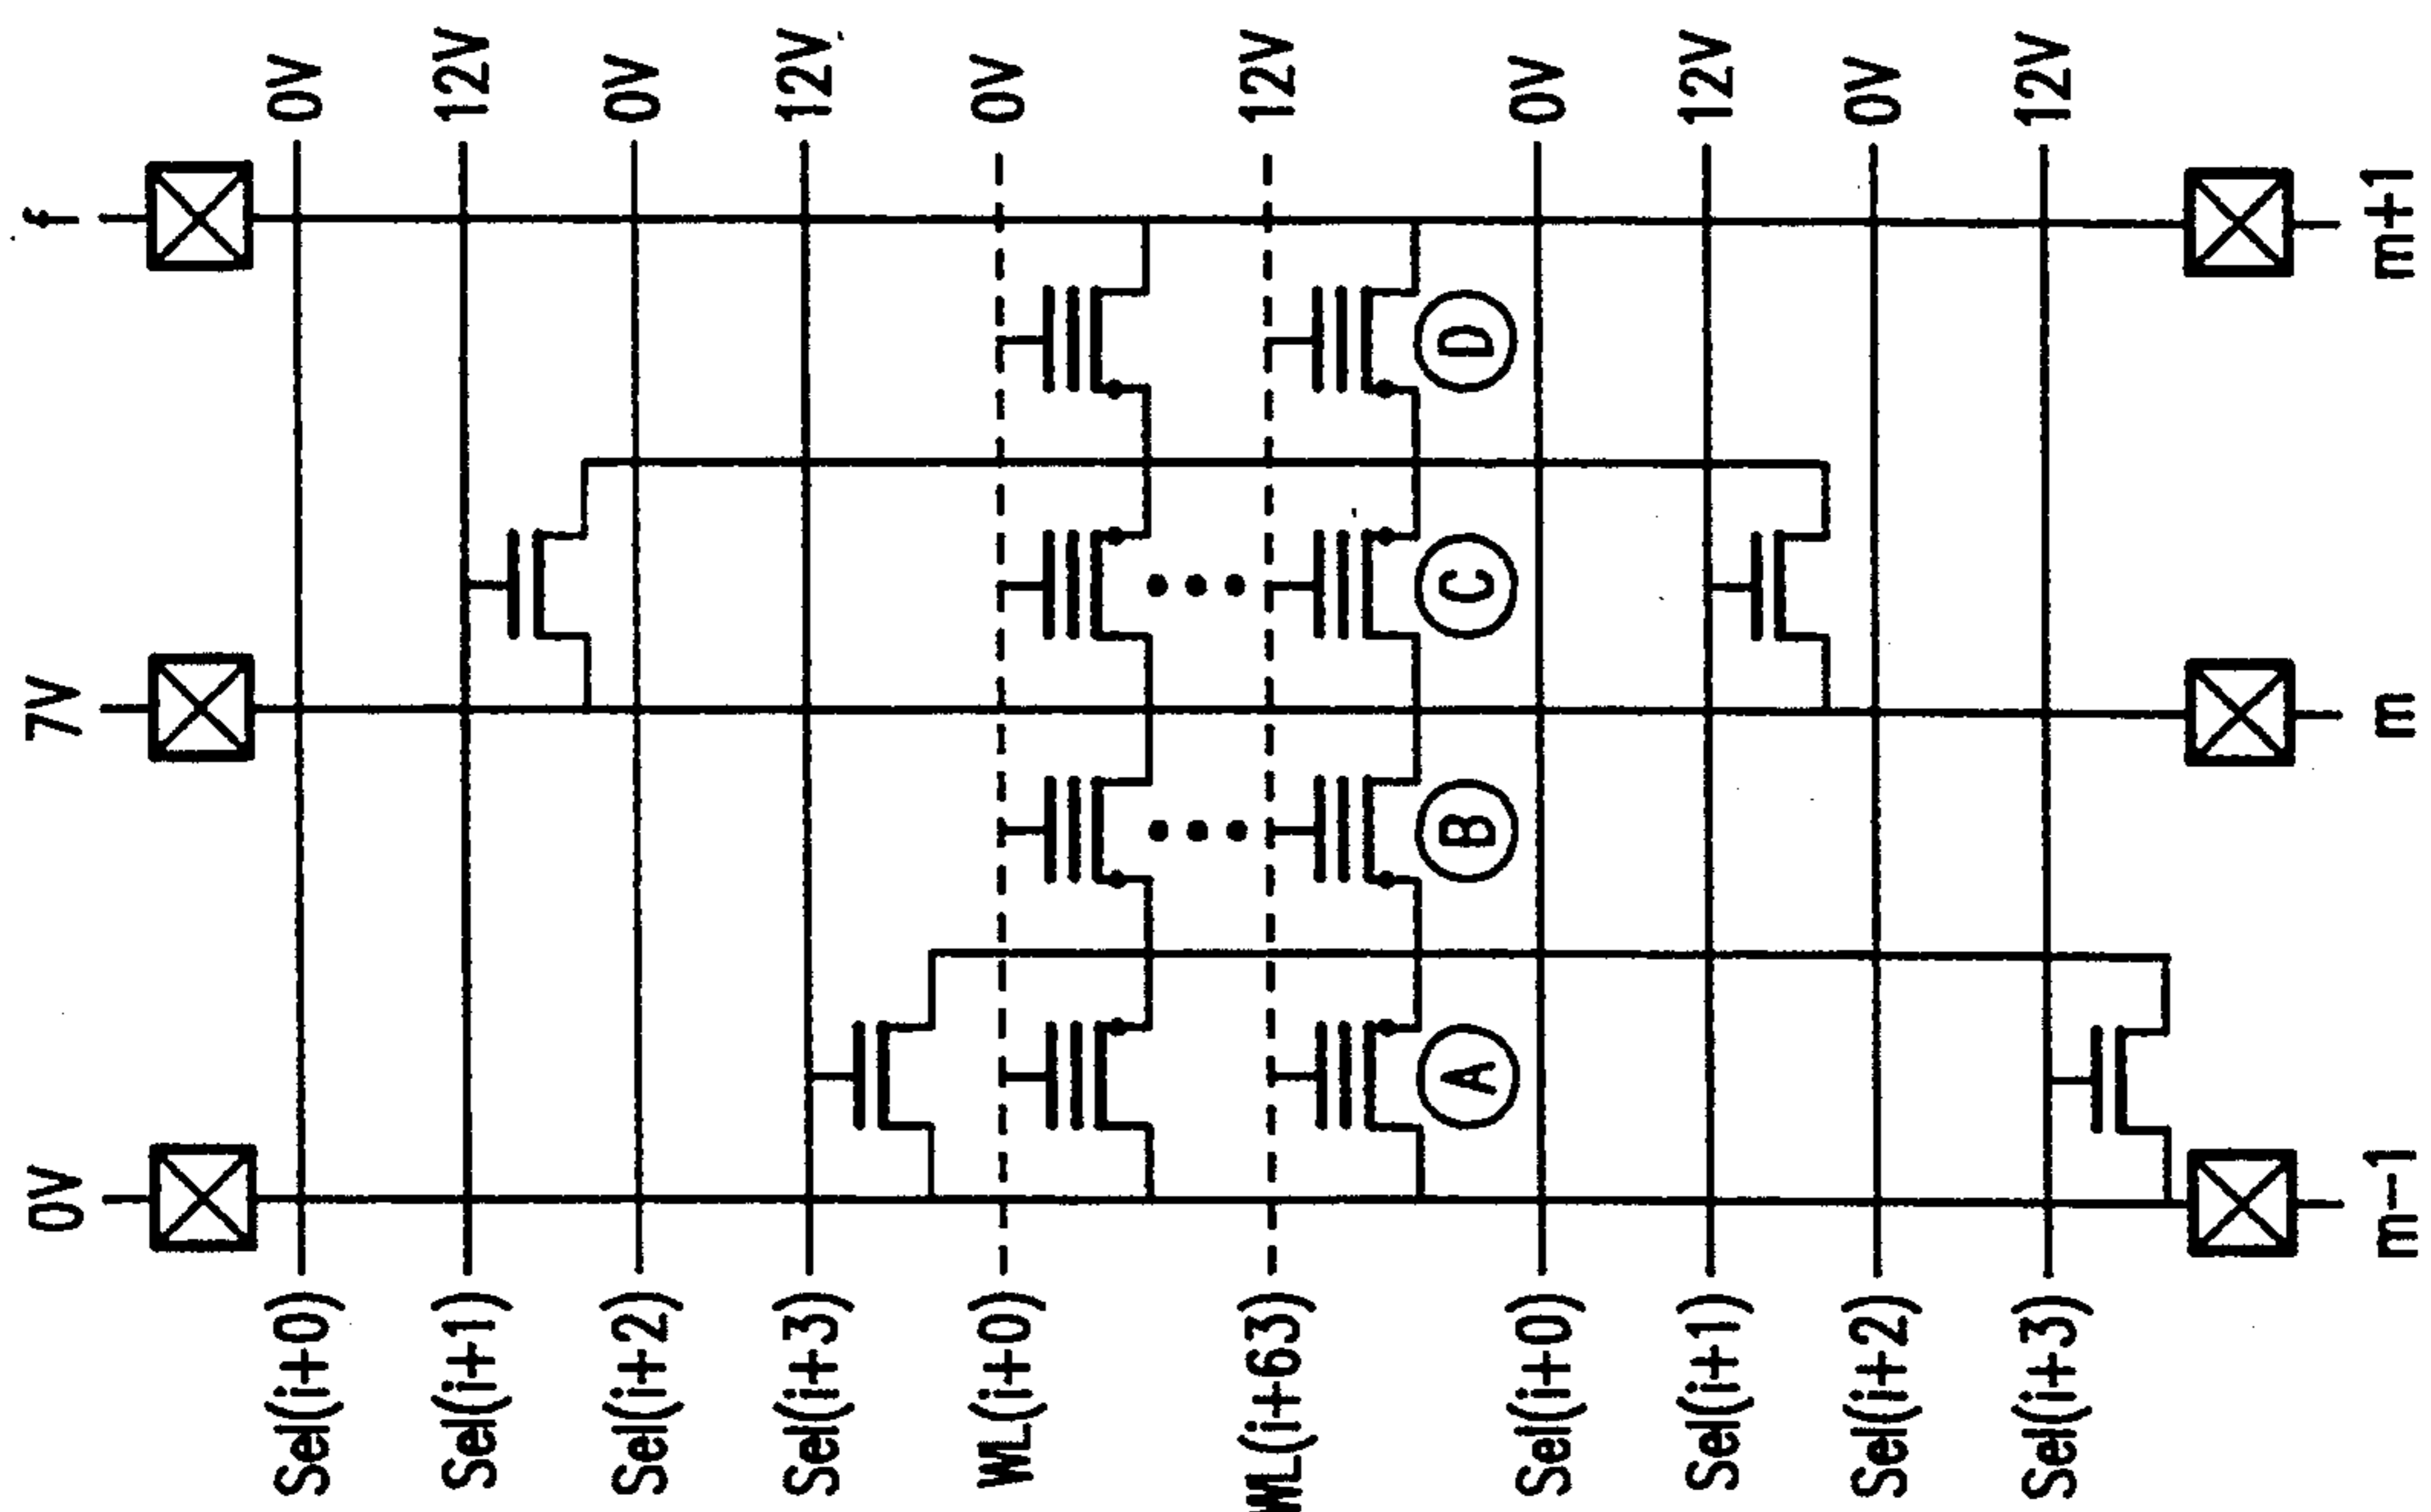 Sel(i+0) 0V
Sel(i+1) 12V
Sel(i+2) 0V
Sel(i+3) 12V
WL(i+0) 0V
WL(i+63) 12V
Sel(i+0) 0V
Sel(i+1) 12V
Sel(i+2) 0V
Sel(i+3) 12V
0V 7V f
A B C D
m-1 m m+1